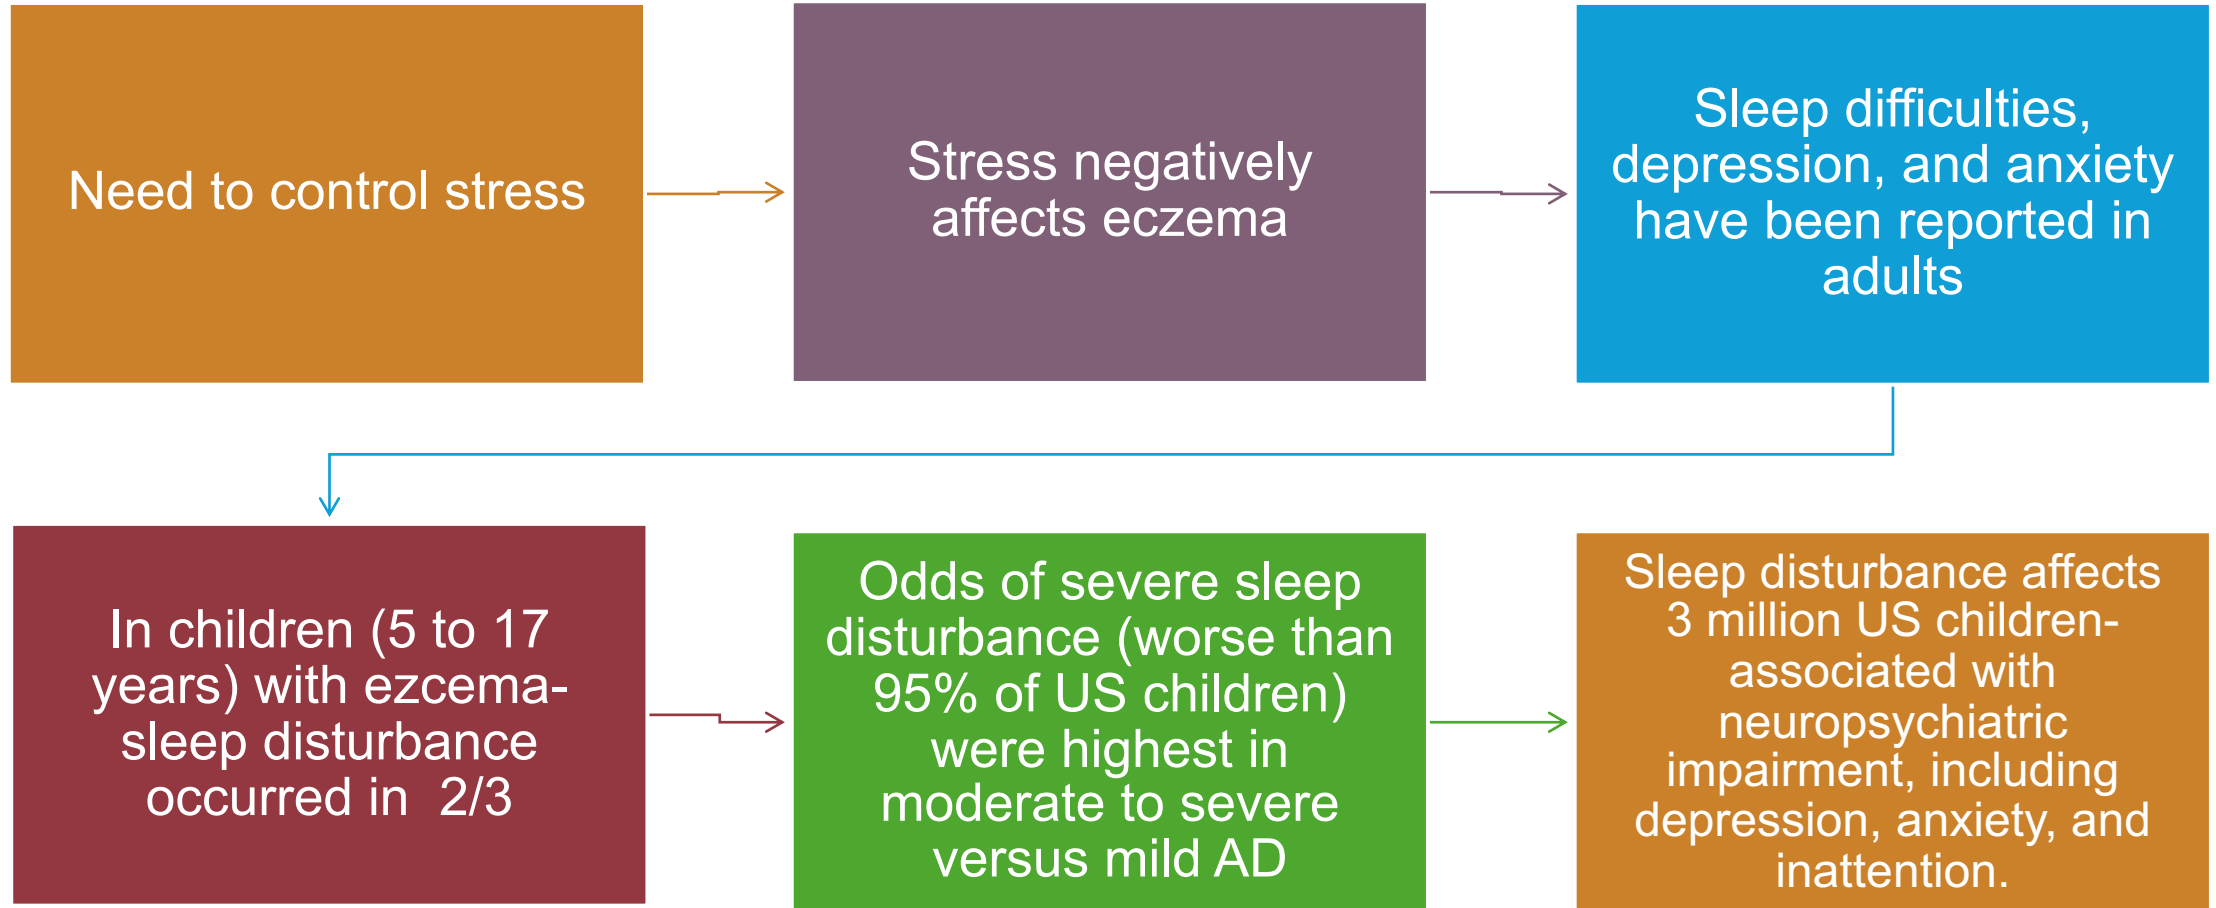 Need to control stress
Stress negatively
affects eczema
Sleep difficulties,
depression, and anxiety
have been reported in
adults
In children (5 to 17
years) with ezcema-
sleep disturbance
occurred in  2/3
Odds of severe sleep
disturbance (worse than
95% of US children)
were highest in
moderate to severe
versus mild AD
Sleep disturbance affects
3 million US children-
associated with
neuropsychiatric
impairment, including
depression, anxiety, and
inattention.